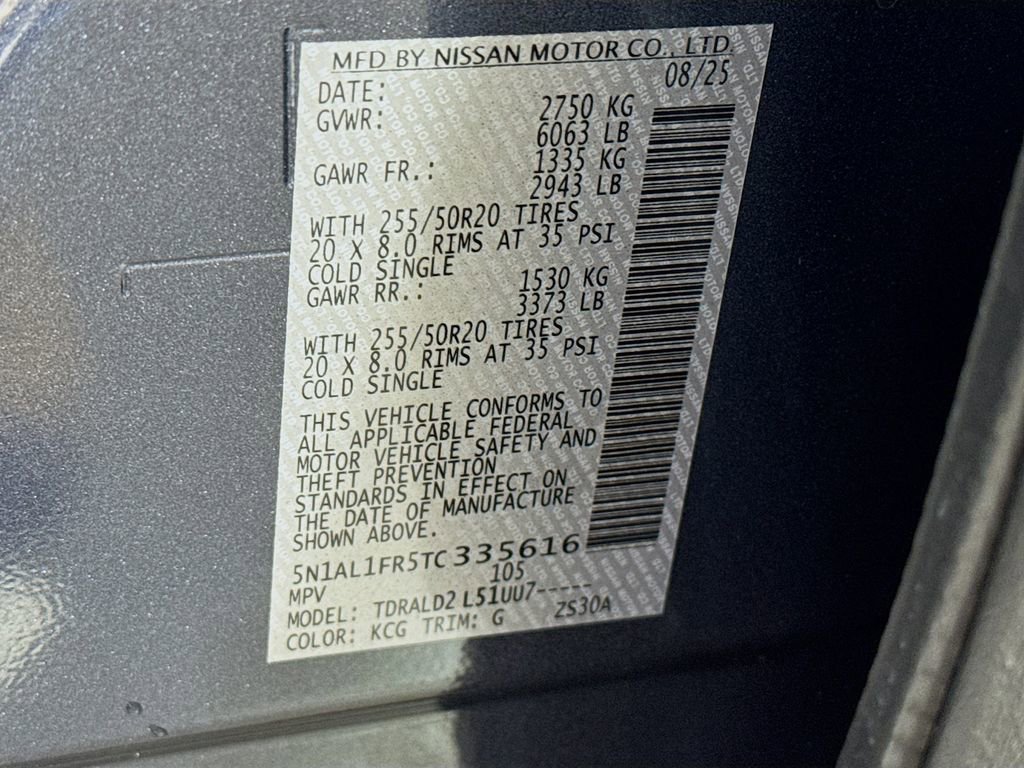 MFD BY NISSAN MOTOR CO., LTD.
DATE: 08/25
GVWR: 2750 KG
6063 LB
GAWR FR.: 1335 KG
2943 LB
WITH 255/50R20 TIRES
20 X 8.0 RIMS AT 35 PSI
COLD SINGLE
GAWR RR.: 1530 KG
3373 LB
WITH 255/50R20 TIRES
20 X 8.0 RIMS AT 35 PSI
COLD SINGLE
THIS VEHICLE CONFORMS TO
ALL APPLICABLE FEDERAL
MOTOR VEHICLE SAFETY AND
THEFT PREVENTION
STANDARDS IN EFFECT ON
THE DATE OF MANUFACTURE
SHOWN ABOVE.
5N1AL1FR5TC335616
MPV 105
MODEL: TDRALD2 L51UU7-----
COLOR: KCG TRIM: G ZS30A